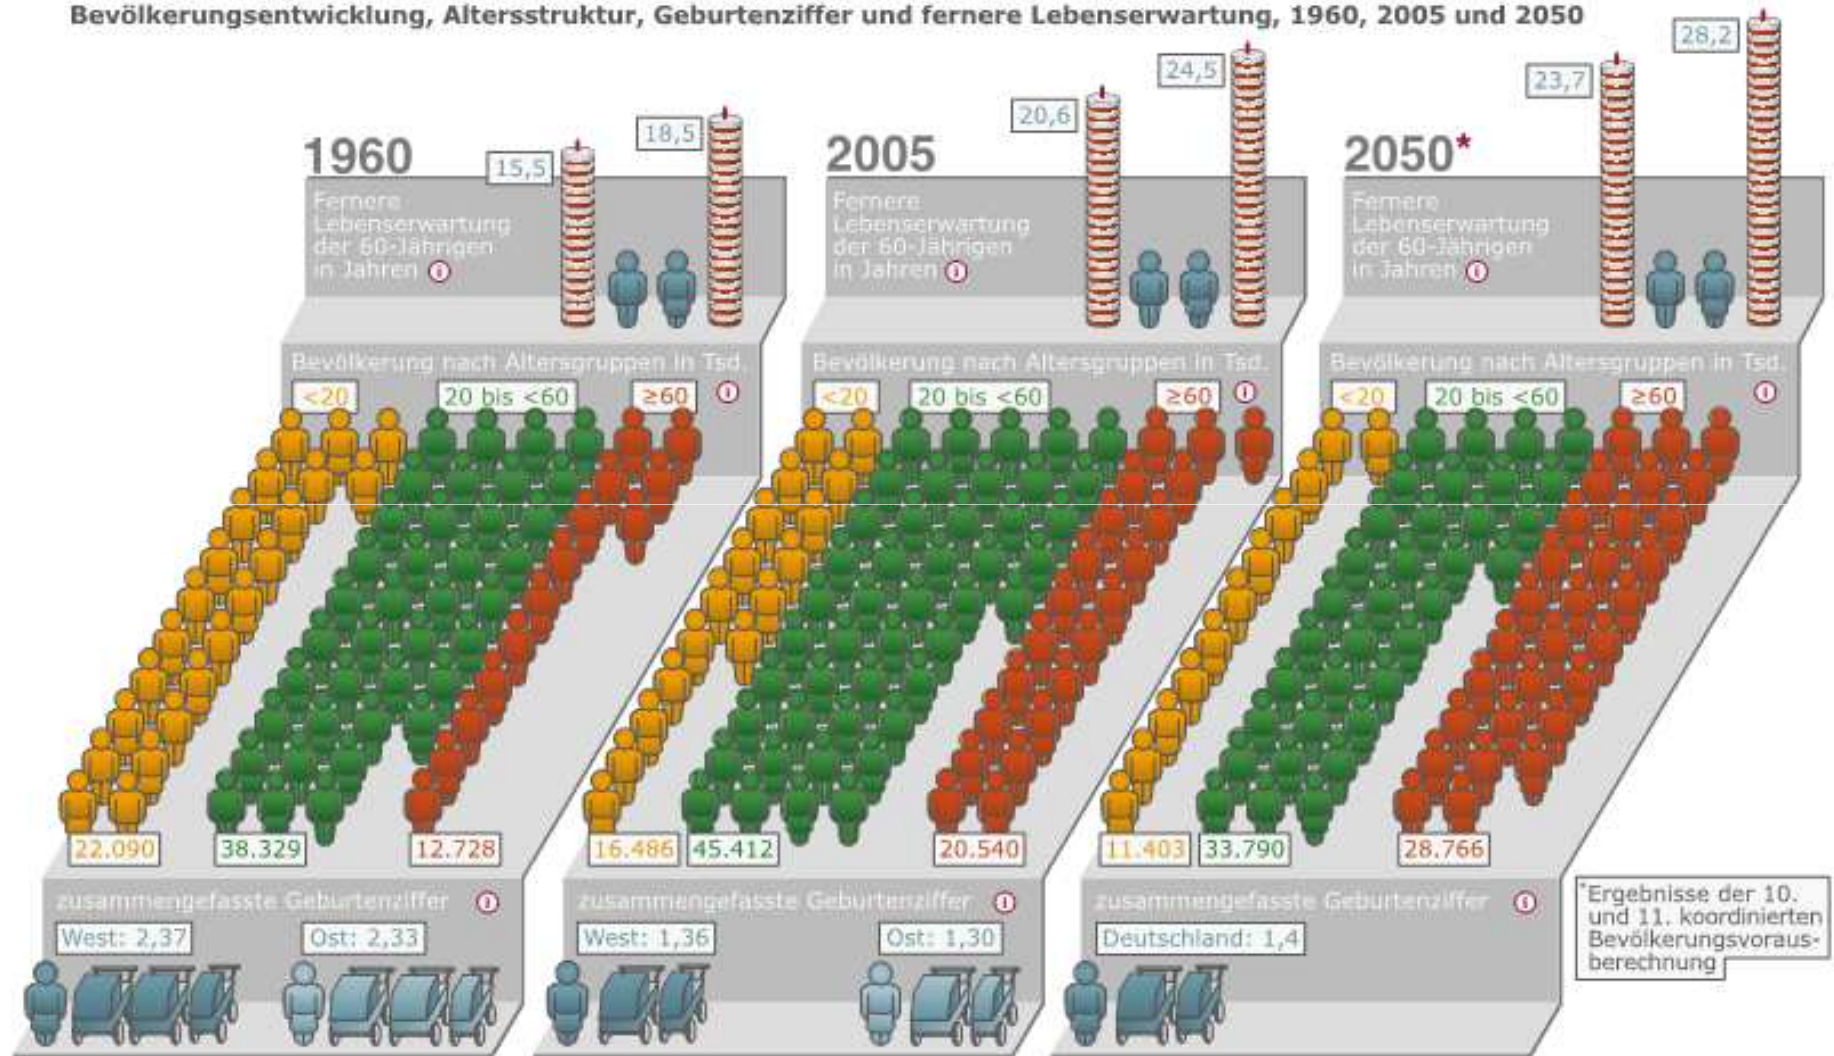 Bevölkerungsentwicklung, Altersstruktur, Geburtenziffer und fernere Lebenserwartung, 1960, 2005 und 2050
1960
15,5
18,5
Fernere
Lebenserwartung
der 60-Jährigen
in Jahren i
Bevölkerung nach Altersgruppen in Tsd.
<20
20 bis <60
≥60
i
22.090
38.329
12.728
zusammengefasste Geburtenziffer i
West: 2,37
Ost: 2,33
2005
20,6
24,5
Fernere
Lebenserwartung
der 60-Jährigen
in Jahren i
Bevölkerung nach Altersgruppen in Tsd.
<20
20 bis <60
≥60
i
16.486
45.412
20.540
zusammengefasste Geburtenziffer i
West: 1,36
Ost: 1,30
2050*
23,7
28,2
Fernere
Lebenserwartung
der 60-Jährigen
in Jahren i
Bevölkerung nach Altersgruppen in Tsd.
<20
20 bis <60
≥60
i
11.403
33.790
28.766
zusammengefasste Geburtenziffer i
Deutschland: 1,4
*Ergebnisse der 10.
und 11. koordinierten
Bevölkerungsvoraus-
berechnung